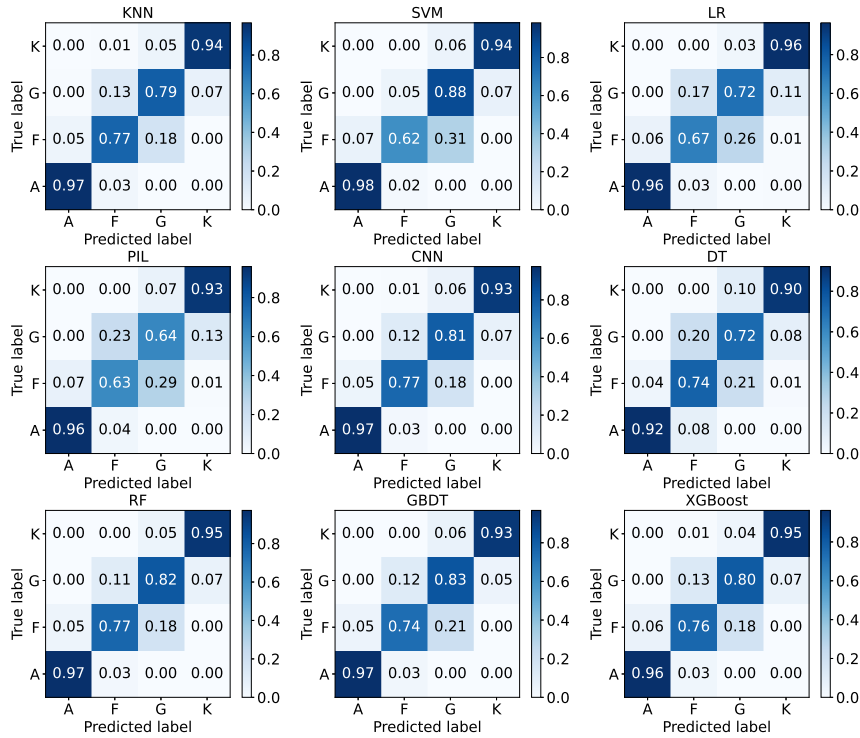 KNN
SVM
LR
True label
K
0.00 0.01 0.05 0.94
G
0.00 0.13 0.79 0.07
F
0.05 0.77 0.18 0.00
A
0.97 0.03 0.00 0.00
A F G K
Predicted label
0.8
0.6
0.4
0.2
0.0
True label
K
0.00 0.00 0.06 0.94
G
0.00 0.05 0.88 0.07
F
0.07 0.62 0.31 0.00
A
0.98 0.02 0.00 0.00
A F G K
Predicted label
0.8
0.6
0.4
0.2
0.0
True label
K
0.00 0.00 0.03 0.96
G
0.00 0.17 0.72 0.11
F
0.06 0.67 0.26 0.01
A
0.96 0.03 0.00 0.00
A F G K
Predicted label
0.8
0.6
0.4
0.2
0.0
PIL
CNN
DT
True label
K
0.00 0.00 0.07 0.93
G
0.00 0.23 0.64 0.13
F
0.07 0.63 0.29 0.01
A
0.96 0.04 0.00 0.00
A F G K
Predicted label
0.8
0.6
0.4
0.2
0.0
True label
K
0.00 0.01 0.06 0.93
G
0.00 0.12 0.81 0.07
F
0.05 0.77 0.18 0.00
A
0.97 0.03 0.00 0.00
A F G K
Predicted label
0.8
0.6
0.4
0.2
0.0
True label
K
0.00 0.00 0.10 0.90
G
0.00 0.20 0.72 0.08
F
0.04 0.74 0.21 0.01
A
0.92 0.08 0.00 0.00
A F G K
Predicted label
0.8
0.6
0.4
0.2
0.0
RF
GBDT
XGBoost
True label
K
0.00 0.00 0.05 0.95
G
0.00 0.11 0.82 0.07
F
0.05 0.77 0.18 0.00
A
0.97 0.03 0.00 0.00
A F G K
Predicted label
0.8
0.6
0.4
0.2
0.0
True label
K
0.00 0.00 0.06 0.93
G
0.00 0.12 0.83 0.05
F
0.05 0.74 0.21 0.00
A
0.97 0.03 0.00 0.00
A F G K
Predicted label
0.8
0.6
0.4
0.2
0.0
True label
K
0.00 0.01 0.04 0.95
G
0.00 0.13 0.80 0.07
F
0.06 0.76 0.18 0.00
A
0.96 0.03 0.00 0.00
A F G K
Predicted label
0.8
0.6
0.4
0.2
0.0